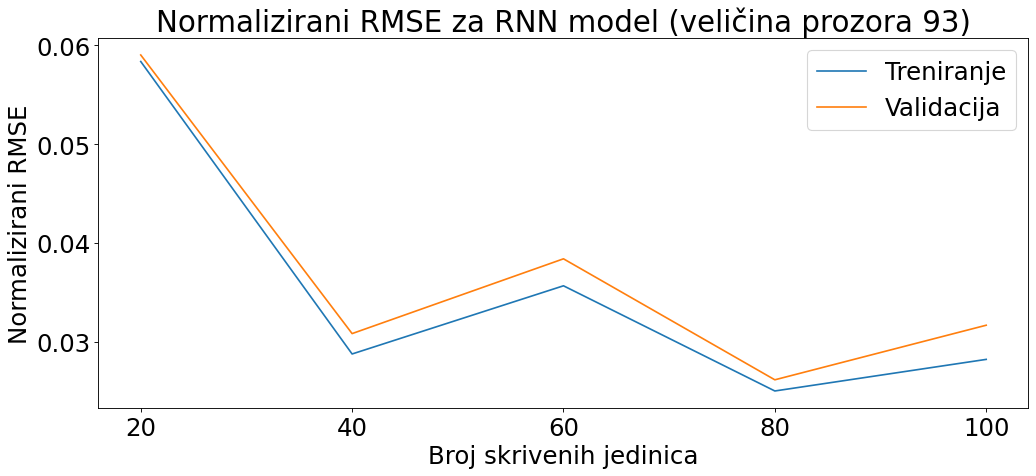 Normalizirani RMSE za RNN model (veličina prozora 93)
0.06
0.05
0.04
0.03
Normalizirani RMSE
Treniranje
Validacija
20 40 60 80 100
Broj skrivenih jedinica